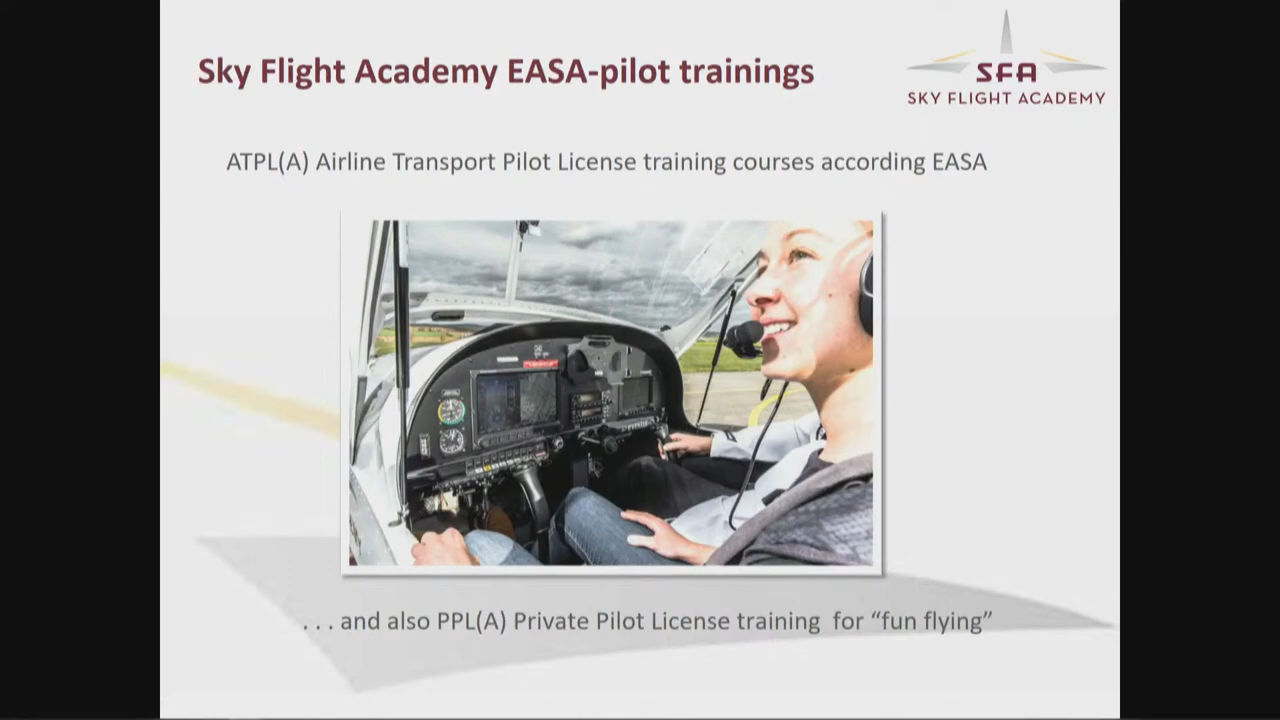 Sky Flight Academy EASA-pilot trainings
SFA
SKY FLIGHT ACADEMY
ATPL(A) Airline Transport Pilot License training courses according EASA
. . . and also PPL(A) Private Pilot License training for “fun flying”